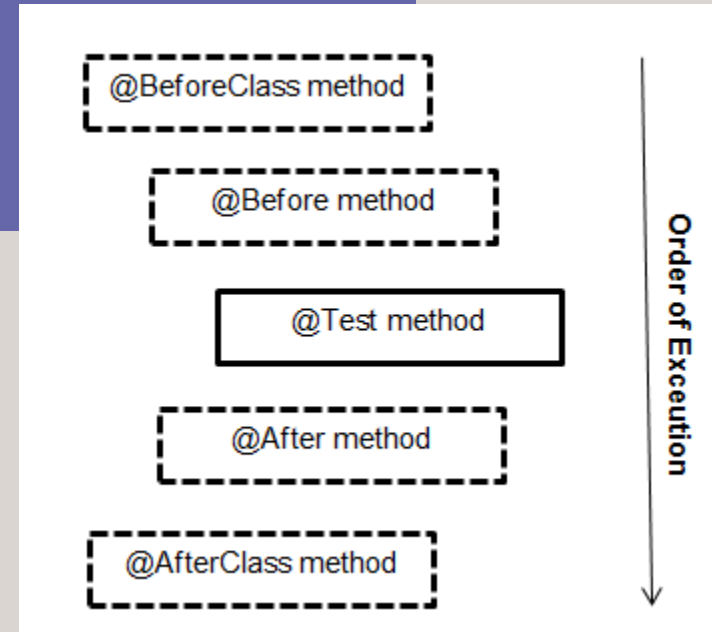 @BeforeClass method
@Before method
@Test method
@After method
@AfterClass method
Order of Exceution